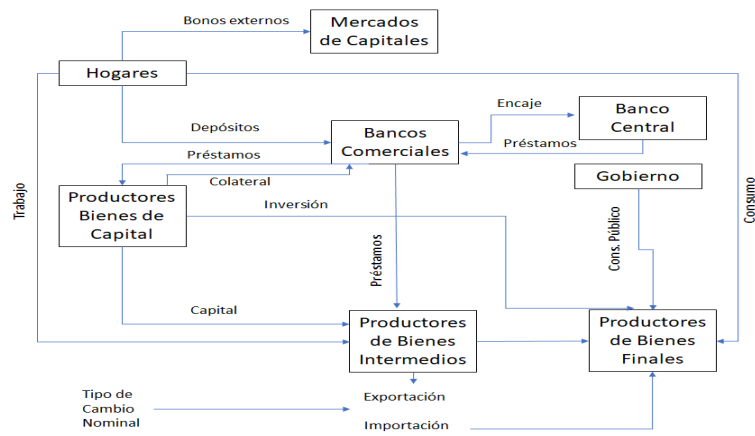 Bonos externos
Mercados
de Capitales
Hogares
Encaje
Banco
Central
Depósitos
Bancos
Comerciales
Préstamos
Préstamos
Colateral
Gobierno
Trabajo
Productores
Bienes de
Capital
Inversión
Préstamos
Cons. Público
Consumo
Capital
Productores
de Bienes
Intermedios
Productores
de Bienes
Finales
Tipo de
Cambio
Nominal
Exportación
Importación